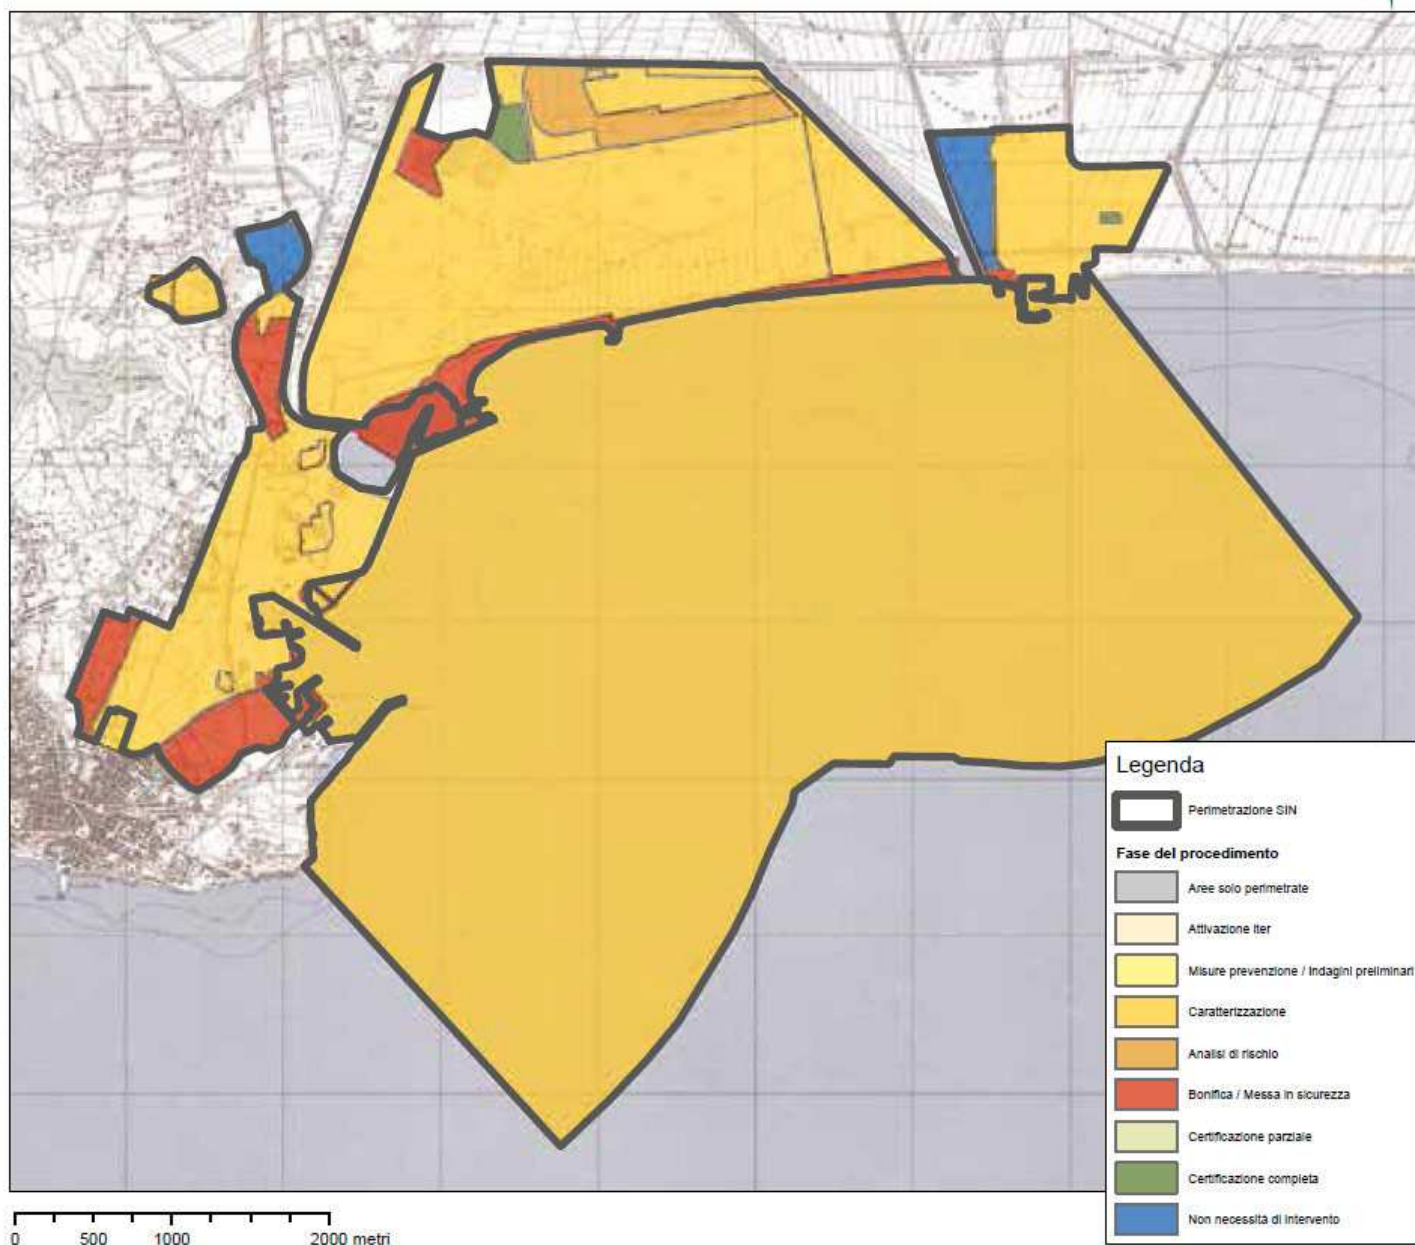 Legenda
Perimetrazione SIN
Fase del procedimento
Aree solo perimetrate
Attivazione Iter
Misure prevenzione / Indagini preliminari
Caratterizzazione
Analisi di rischio
Bonifica / Messa in sicurezza
Certificazione parziale
Certificazione completa
Non necessità di intervento
0 500 1000 2000 metri